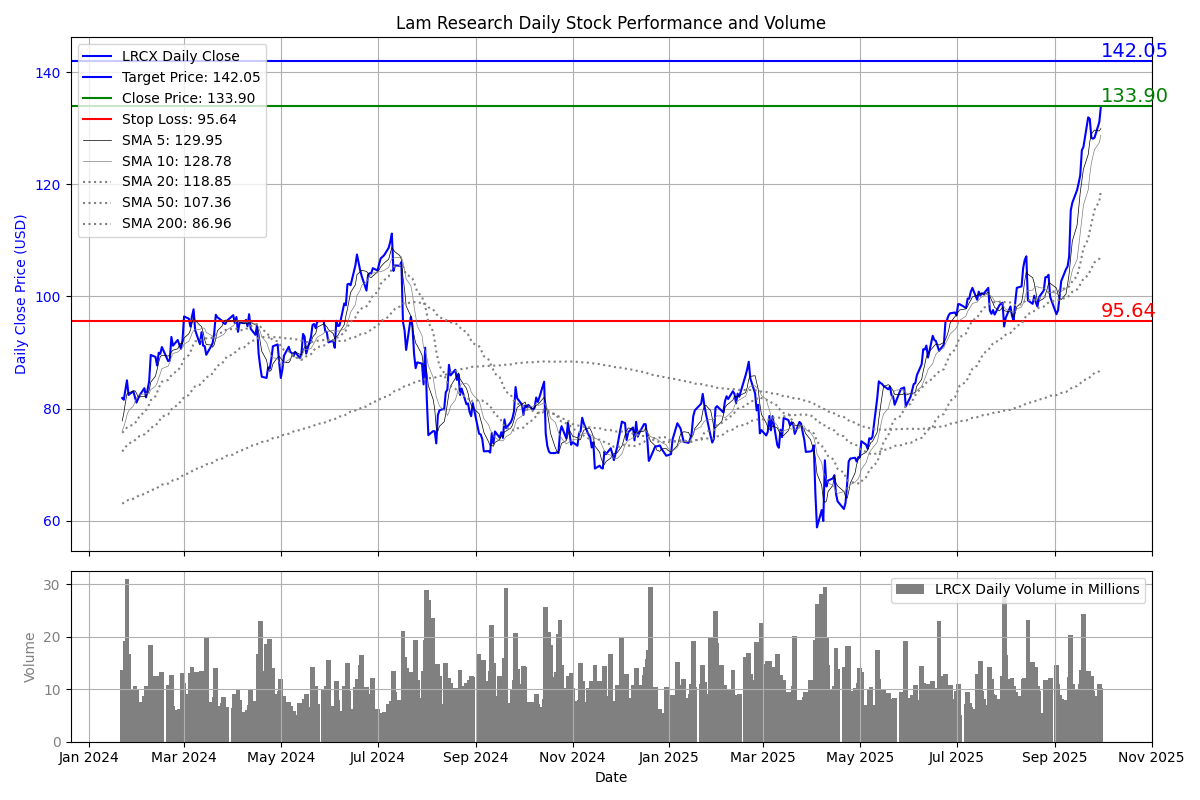 Lam Research Daily Stock Performance and Volume
LRCX Daily Close
Target Price: 142.05
Close Price: 133.90
Stop Loss: 95.64
SMA 5: 129.95
SMA 10: 128.78
SMA 20: 118.85
SMA 50: 107.36
SMA 200: 86.96
142.05
133.90
95.64
Daily Close Price (USD)
140
120
100
80
60
LRCX Daily Volume in Millions
Volume
30
20
10
0
Jan 2024 Mar 2024 May 2024 Jul 2024 Sep 2024 Nov 2024 Jan 2025 Mar 2025 May 2025 Jul 2025 Sep 2025 Nov 2025
Date